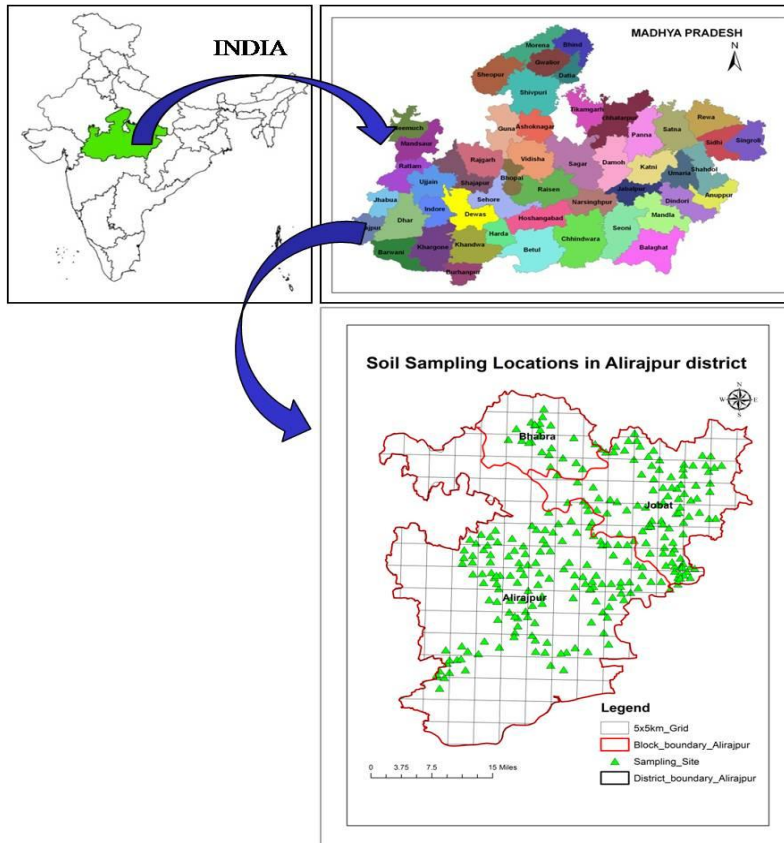 INDIA
MADHYA PRADESH
N
Morena
Bhind
Gwalior
Sheopur
Datia
Shivpuri
Tikamgarh
Chhatarpur
Neemuch
Guna
Ashoknagar
Panna
Satna
Rewa
Mandsaur
Sidhi
Singroli
Rajgarh
Vidisha
Sagar
Damoh
Katni
Umaria
Shahdol
Ratlam
Ujjain
Shajapur
Bhopal
Raisen
Jabalpur
Anuppur
Jhabua
Sehore
Narsinghpur
Dindori
Indore
Dewas
Hoshangabad
Mandla
Dhar
Seoni
Harda
Khargone
Khandwa
Betul
Chhindwara
Balaghat
Barwani
Burhanpur
Soil Sampling Locations in Alirajpur district
N
W E
S
Bhabra
Jobat
Alirajpur
Legend
5x5km_Grid
Block_boundary_Alirajpur
Sampling_Site
District_boundary_Alirajpur
0 3.75 7.5 15 Miles